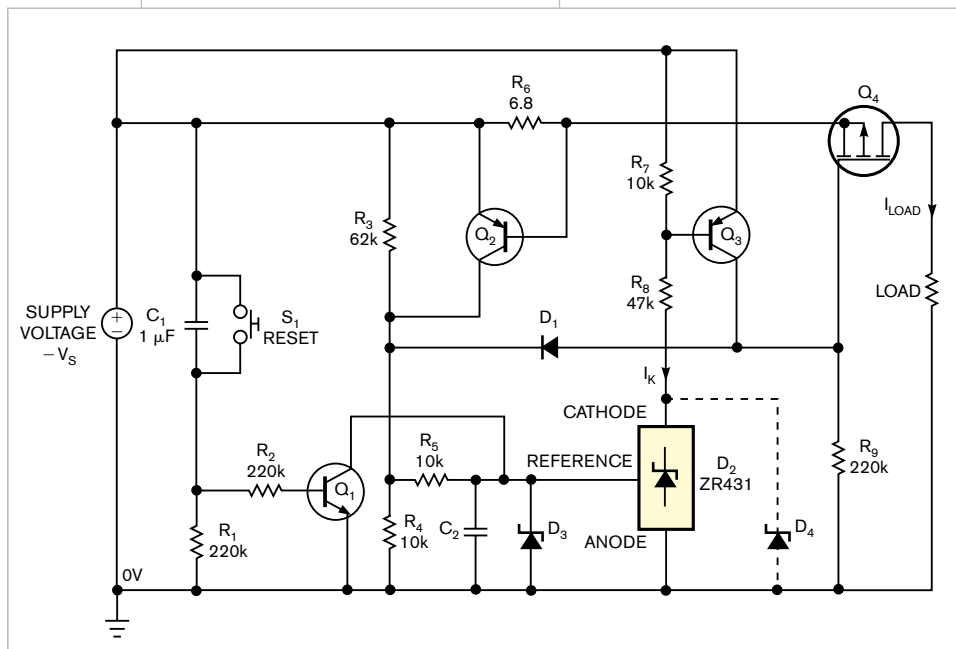 R6
6.8
Q4
R7
10k
ILOAD
R3
62k
Q2
Q3
R8
47k
LOAD
SUPPLY
VOLTAGE
−VS
+
−
C1
1 µF
S1
RESET
D1
IK
CATHODE
R2
220k
R5
10k
REFERENCE
D2
ZR431
R9
220k
Q1
R1
220k
R4
10k
C2
D3
ANODE
D4
0V